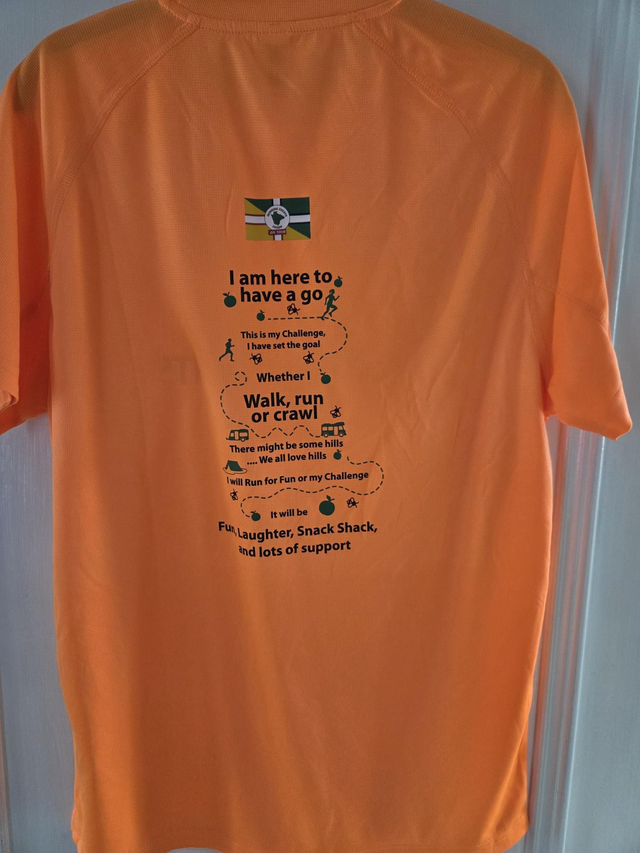 I am here to
have a go
This is my Challenge,
I have set the goal
Whether I
Walk, run
or crawl
There might be some hills
.... We all love hills
I will Run for Fun or my Challenge
It will be
Fun, Laughter, Snack Shack,
and lots of support